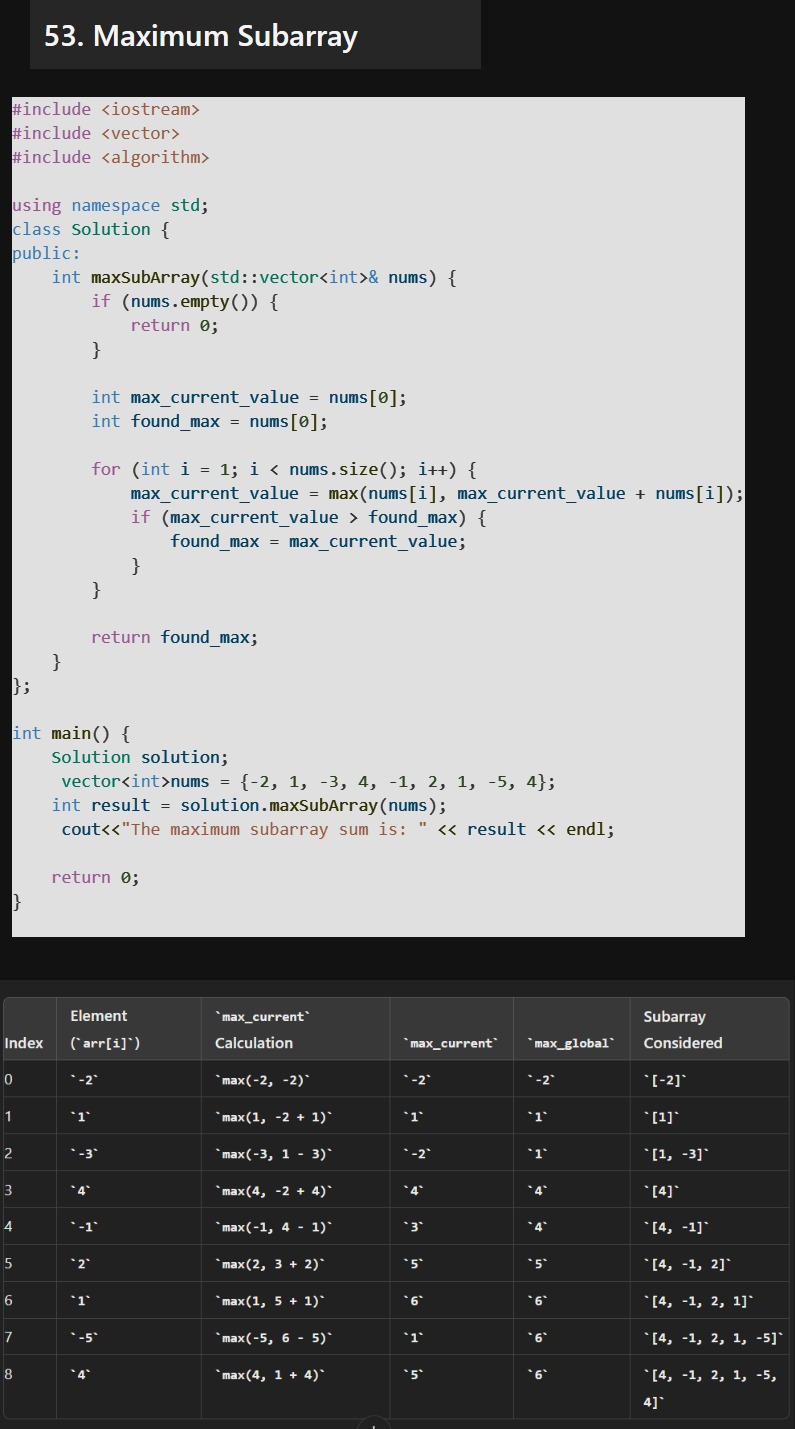 53. Maximum Subarray
#include <iostream>
#include <vector>
#include <algorithm>
using namespace std;
class Solution {
public:
    int maxSubArray(std::vector<int>& nums) {
        if (nums.empty()) {
            return 0;
        }
        int max_current_value = nums[0];
        int found_max = nums[0];
        for (int i = 1; i < nums.size(); i++) {
            max_current_value = max(nums[i], max_current_value + nums[i]);
            if (max_current_value > found_max) {
                found_max = max_current_value;
            }
        }
        return found_max;
    }
};
int main() {
    Solution solution;
     vector<int>nums = {-2, 1, -3, 4, -1, 2, 1, -5, 4};
    int result = solution.maxSubArray(nums);
     cout<<"The maximum subarray sum is: " << result << endl;
    return 0;
}
Element `max_current` Subarray
Index (`arr[i]`) Calculation `max_current` `max_global` Considered
0 `-2` `max(-2, -2)` `-2` `-2` `[-2]`
1 `1` `max(1, -2 + 1)` `1` `1` `[1]`
2 `-3` `max(-3, 1 - 3)` `-2` `1` `[1, -3]`
3 `4` `max(4, -2 + 4)` `4` `4` `[4]`
4 `-1` `max(-1, 4 - 1)` `3` `4` `[4, -1]`
5 `2` `max(2, 3 + 2)` `5` `5` `[4, -1, 2]`
6 `1` `max(1, 5 + 1)` `6` `6` `[4, -1, 2, 1]`
7 `-5` `max(-5, 6 - 5)` `1` `6` `[4, -1, 2, 1, -5]`
8 `4` `max(4, 1 + 4)` `5` `6` `[4, -1, 2, 1, -5,
4]`